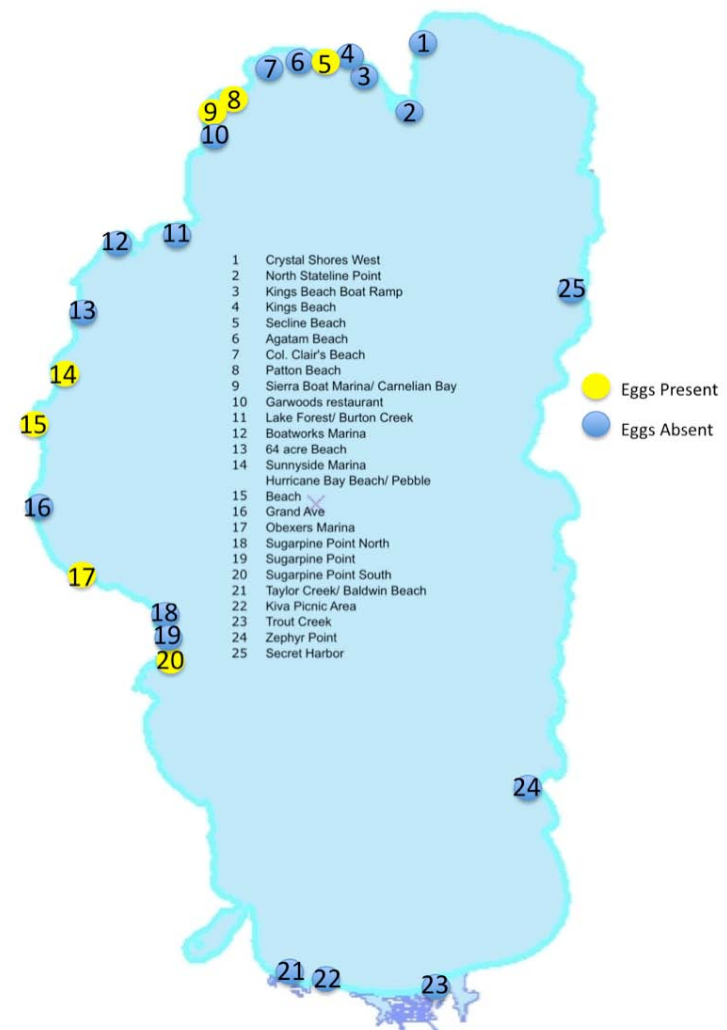 1
4
5
6
7
3
8
9
2
10
11
12
1 Crystal Shores West
2 North Stateline Point
3 Kings Beach Boat Ramp
25
4 Kings Beach
13
5 Secline Beach
6 Agatam Beach
7 Col. Clair's Beach
14
8 Patton Beach
9 Sierra Boat Marina/ Carnelian Bay
Eggs Present
10 Garwoods restaurant
11 Lake Forest/ Burton Creek
15
12 Boatworks Marina
Eggs Absent
13 64 acre Beach
14 Sunnyside Marina
Hurricane Bay Beach/ Pebble
15 Beach
16
16 Grand Ave
17 Obexers Marina
18 Sugarpine Point North
19 Sugarpine Point
17
20 Sugarpine Point South
21 Taylor Creek/ Baldwin Beach
22 Kiva Picnic Area
18
23 Trout Creek
19
24 Zephyr Point
25 Secret Harbor
20
24
21
22
23